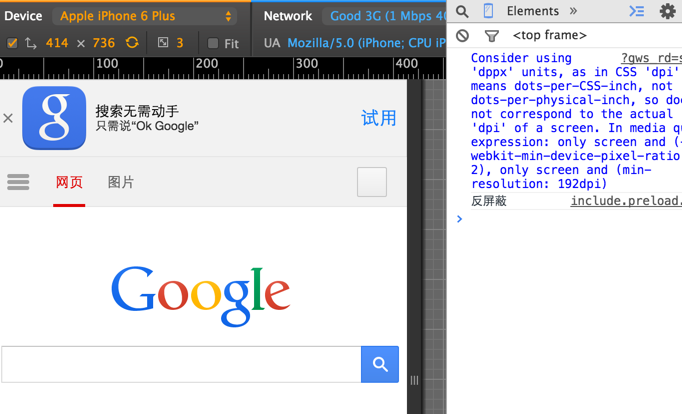 Device Apple iPhone 6 Plus Network Good 3G (1 Mbps 40
414 × 736 3 Fit UA Mozilla/5.0 (iPhone; CPU iP
100 200 300 400
g
搜索无需动手
只需说“Ok Google”
试用
网页 图片
Google
Elements »
<top frame>
Consider using ?gws_rd=s
'dppx' units, as in CSS 'dpi'
means dots-per-CSS-inch, not
dots-per-physical-inch, so doe
not correspond to the actual
'dpi' of a screen. In media qu
expression: only screen and (-
webkit-min-device-pixel-ratio
2), only screen and (min-
resolution: 192dpi)
反屏蔽 include.preload.